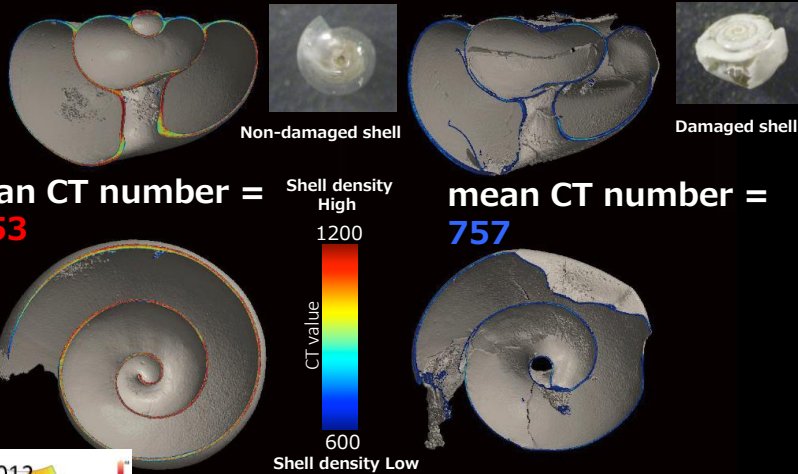 Non-damaged shell
Damaged shell
an CT number =
53
Shell density
High
1200
CT value
600
Shell density Low
mean CT number =
757